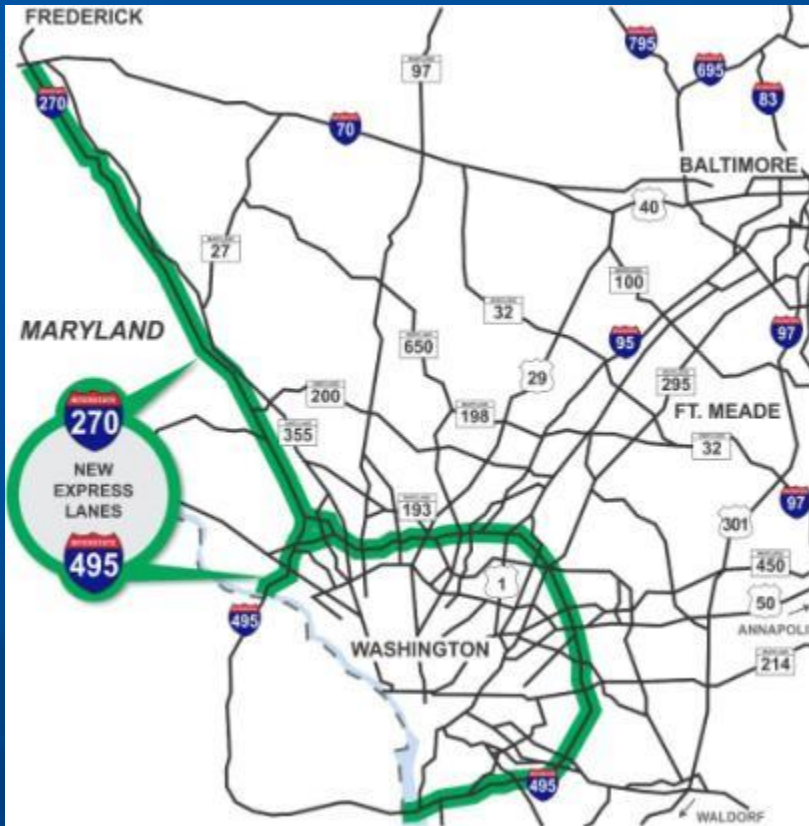 FREDERICK
795
97
695
270
83
70
BALTIMORE
40
27
100
32
MARYLAND
95
97
650
29
295
200
198
FT. MEADE
INTERSTATE
270
355
32
NEW
EXPRESS
LANES
193
97
301
INTERSTATE
495
450
1
50
495
ANNAPOLI
WASHINGTON
214
495
WALDORF